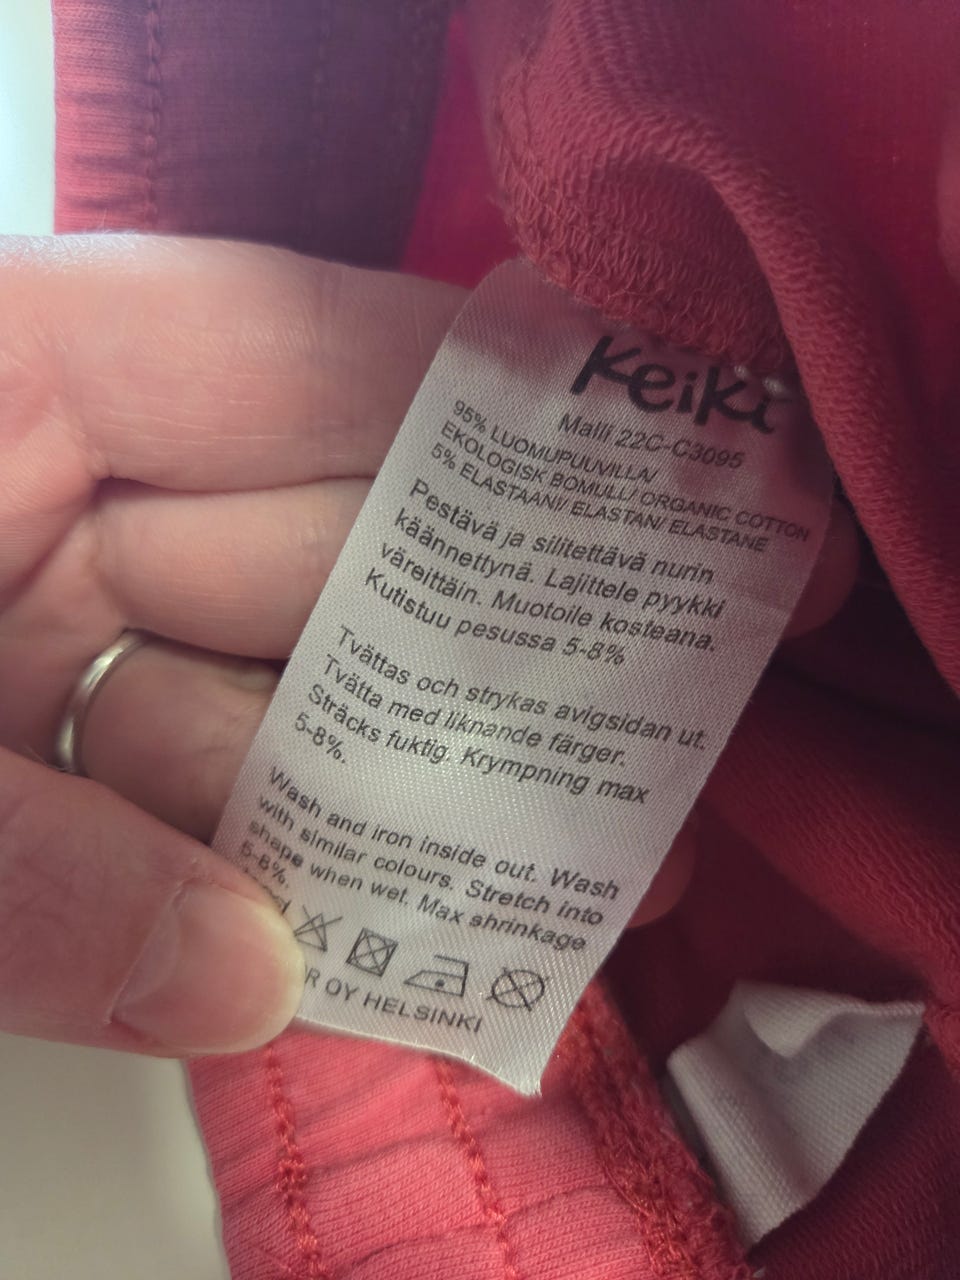 Keiki
Malli 22C-C3095
95% LUOMUPUUVILLA/
EKOLOGISK BOMULL/ ORGANIC COTTON
5% ELASTAANI/ ELASTAN/ ELASTANE
Pestävä ja silitettävä nurin
käännettynä. Lajittele pyykki
väreittäin. Muotoile kosteana.
Kutistuu pesussa 5-8%
Tvättas och strykas avigsidan ut.
Tvätta med liknande färger.
Sträcks fuktig. Krympning max
5-8%.
Wash and iron inside out. Wash
with similar colours. Stretch into
shape when wet. Max shrinkage
5-8%.
OY HELSINKI